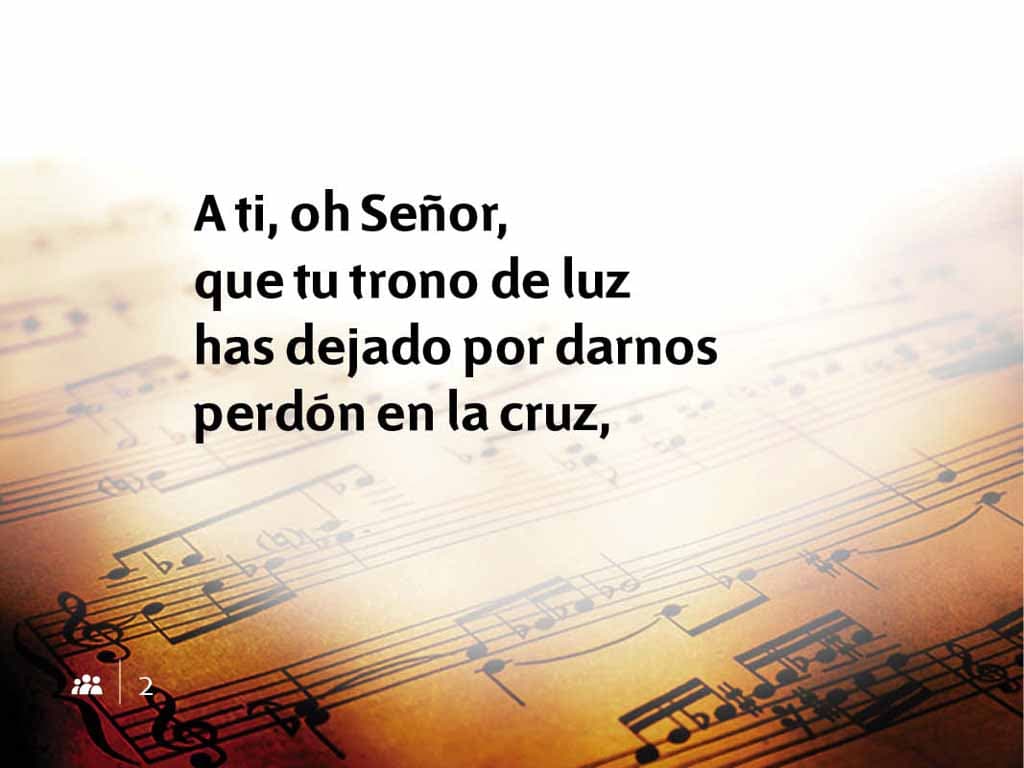 A ti, oh Señor,
que tu trono de luz
has dejado por darnos
perdón en la cruz,
2